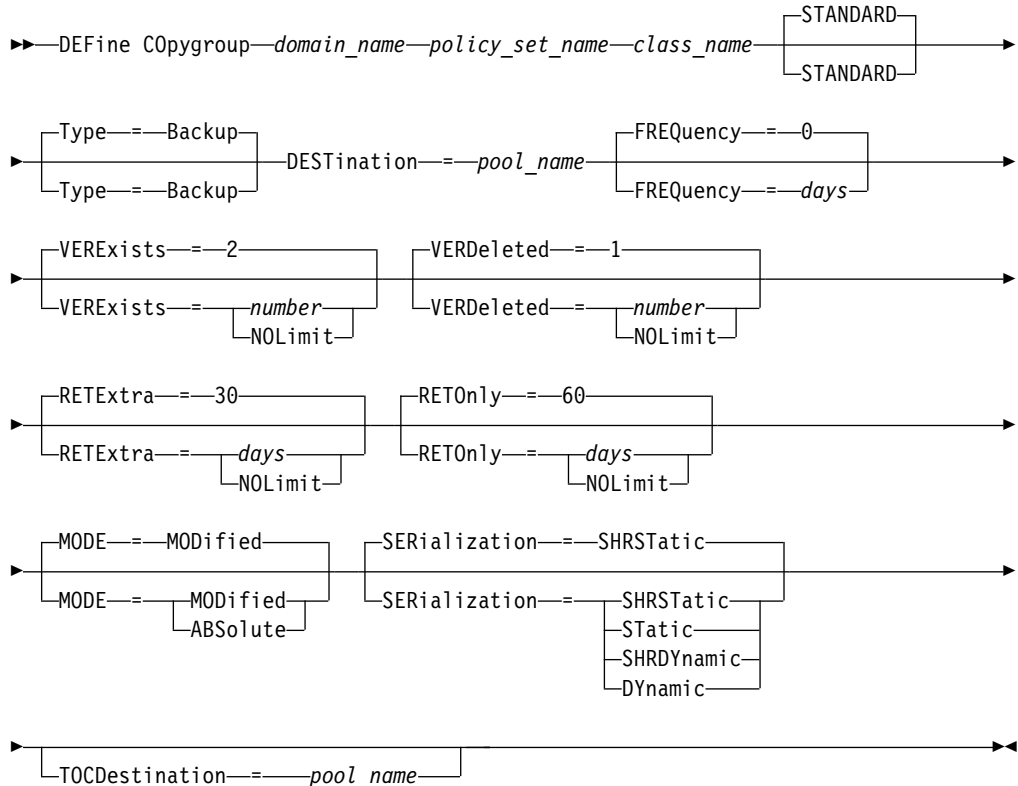 STANDARD
DEFine COpygroup domain_name policy_set_name class_name
STANDARD
Type = Backup FREQuency = 0
DESTination = pool_name
Type = Backup FREQuency = days
VERExists = 2 VERDeleted = 1
VERExists = number VERDeleted = number
NOLimit NOLimit
RETExtra = 30 RETOnly = 60
RETExtra = days RETOnly = days
NOLimit NOLimit
MODE = MODified SERialization = SHRSTatic
MODE = MODified SERialization = SHRSTatic
ABSolute STatic
SHRDYnamic
DYnamic
TOCDestination = pool_name